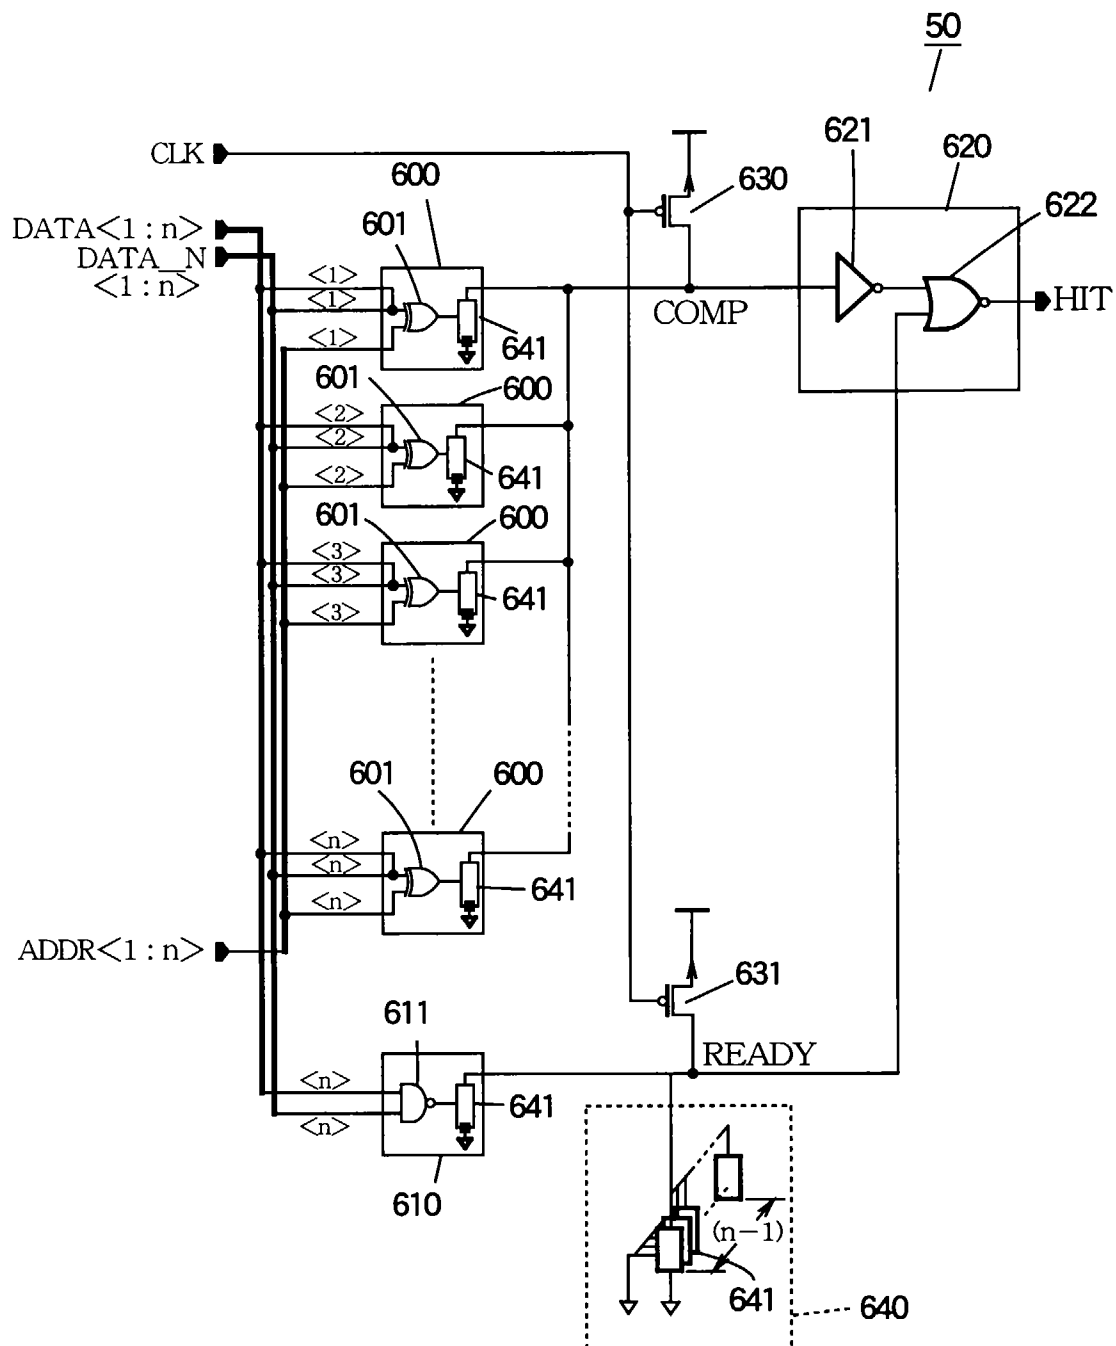 50
621
620
CLK
600
630
622
DATA<1:n>
601
DATA_N
<1:n>
<1>
<1>
COMP
HIT
<1>
641
601
600
<2>
<2>
<2>
641
601
600
<3>
<3>
<3>
641
601
600
<n>
<n>
<n>
641
ADDR<1:n>
631
611
READY
<n>
641
<n>
610
(n-1)
641
640